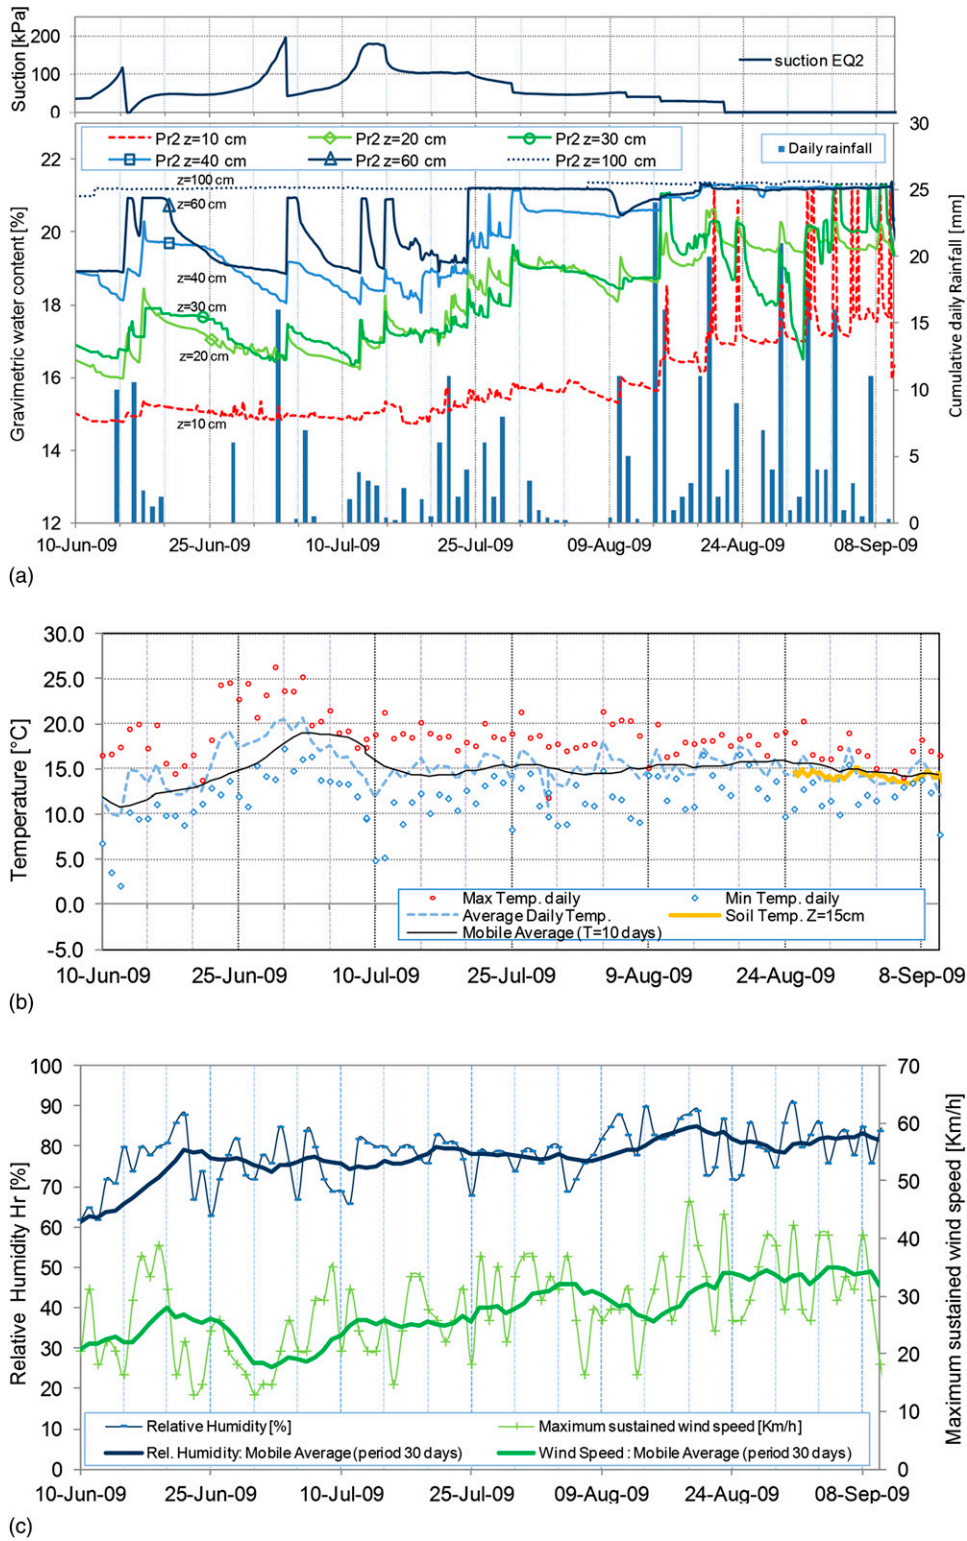 Suction [kPa]
200
100
0
suction EQ2
Pr2 z=10 cm Pr2 z=20 cm Pr2 z=30 cm
Pr2 z=40 cm Pr2 z=60 cm Pr2 z=100 cm
Daily rainfall
Gravimetric water content [%]
22
20
18
16
14
12
z=100 cm
z=60 cm
z=40 cm
z=30 cm
z=20 cm
z=10 cm
30
25
20
15
10
5
0
Cumulative daily Rainfall [mm]
10-Jun-09 25-Jun-09 10-Jul-09 25-Jul-09 09-Aug-09 24-Aug-09 08-Sep-09
(a)
Temperature [°C]
30.0
25.0
20.0
15.0
10.0
5.0
0.0
-5.0
Max Temp. daily Min Temp. daily
Average Daily Temp. Soil Temp. Z=15cm
Mobile Average (T=10 days)
10-Jun-09 25-Jun-09 10-Jul-09 25-Jul-09 9-Aug-09 24-Aug-09 8-Sep-09
(b)
Relative Humidity Hr [%]
100
90
80
70
60
50
40
30
20
10
0
70
60
50
40
30
20
10
0
Maximum sustained wind speed [Km/h]
Relative Humidity [%] Maximum sustained wind speed [Km/h]
Rel. Humidity: Mobile Average (period 30 days) Wind Speed : Mobile Average (period 30 days)
10-Jun-09 25-Jun-09 10-Jul-09 25-Jul-09 09-Aug-09 24-Aug-09 08-Sep-09
(c)